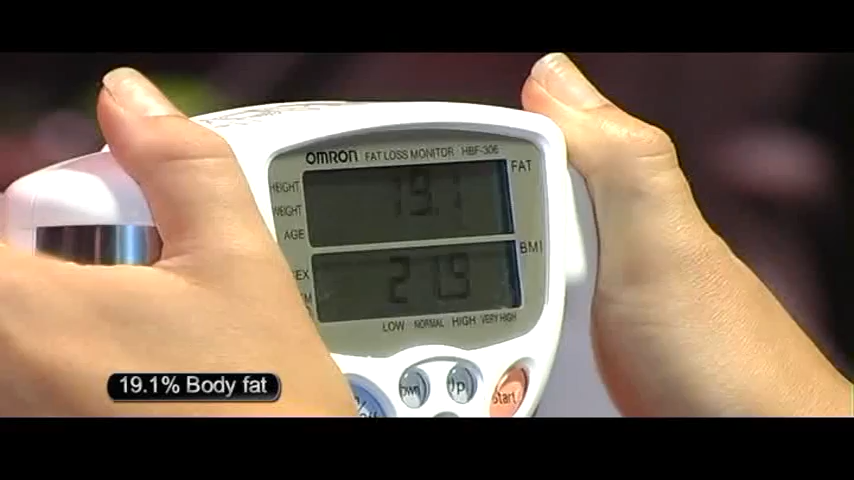 OMRON FAT LOSS MONITOR HBF-306
FAT
HEIGHT
WEIGHT
AGE
19.1
BMI
21.9
LOW NORMAL HIGH VERY HIGH
Up
Start
19.1% Body fat